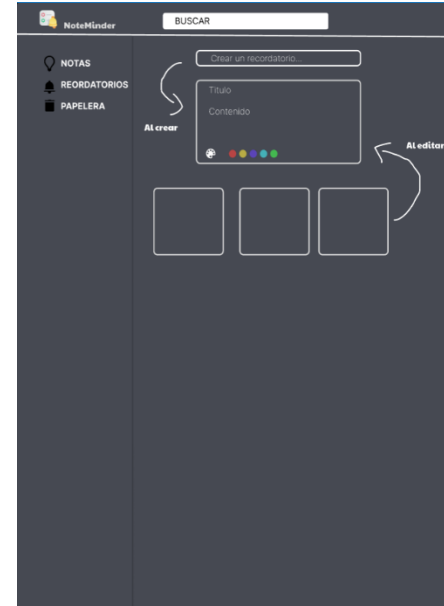 NoteMinder
BUSCAR
NOTAS
REORDATORIOS
PAPELERA
Crear un recordatorio...
Título
Contenido
Al crear
Al editar